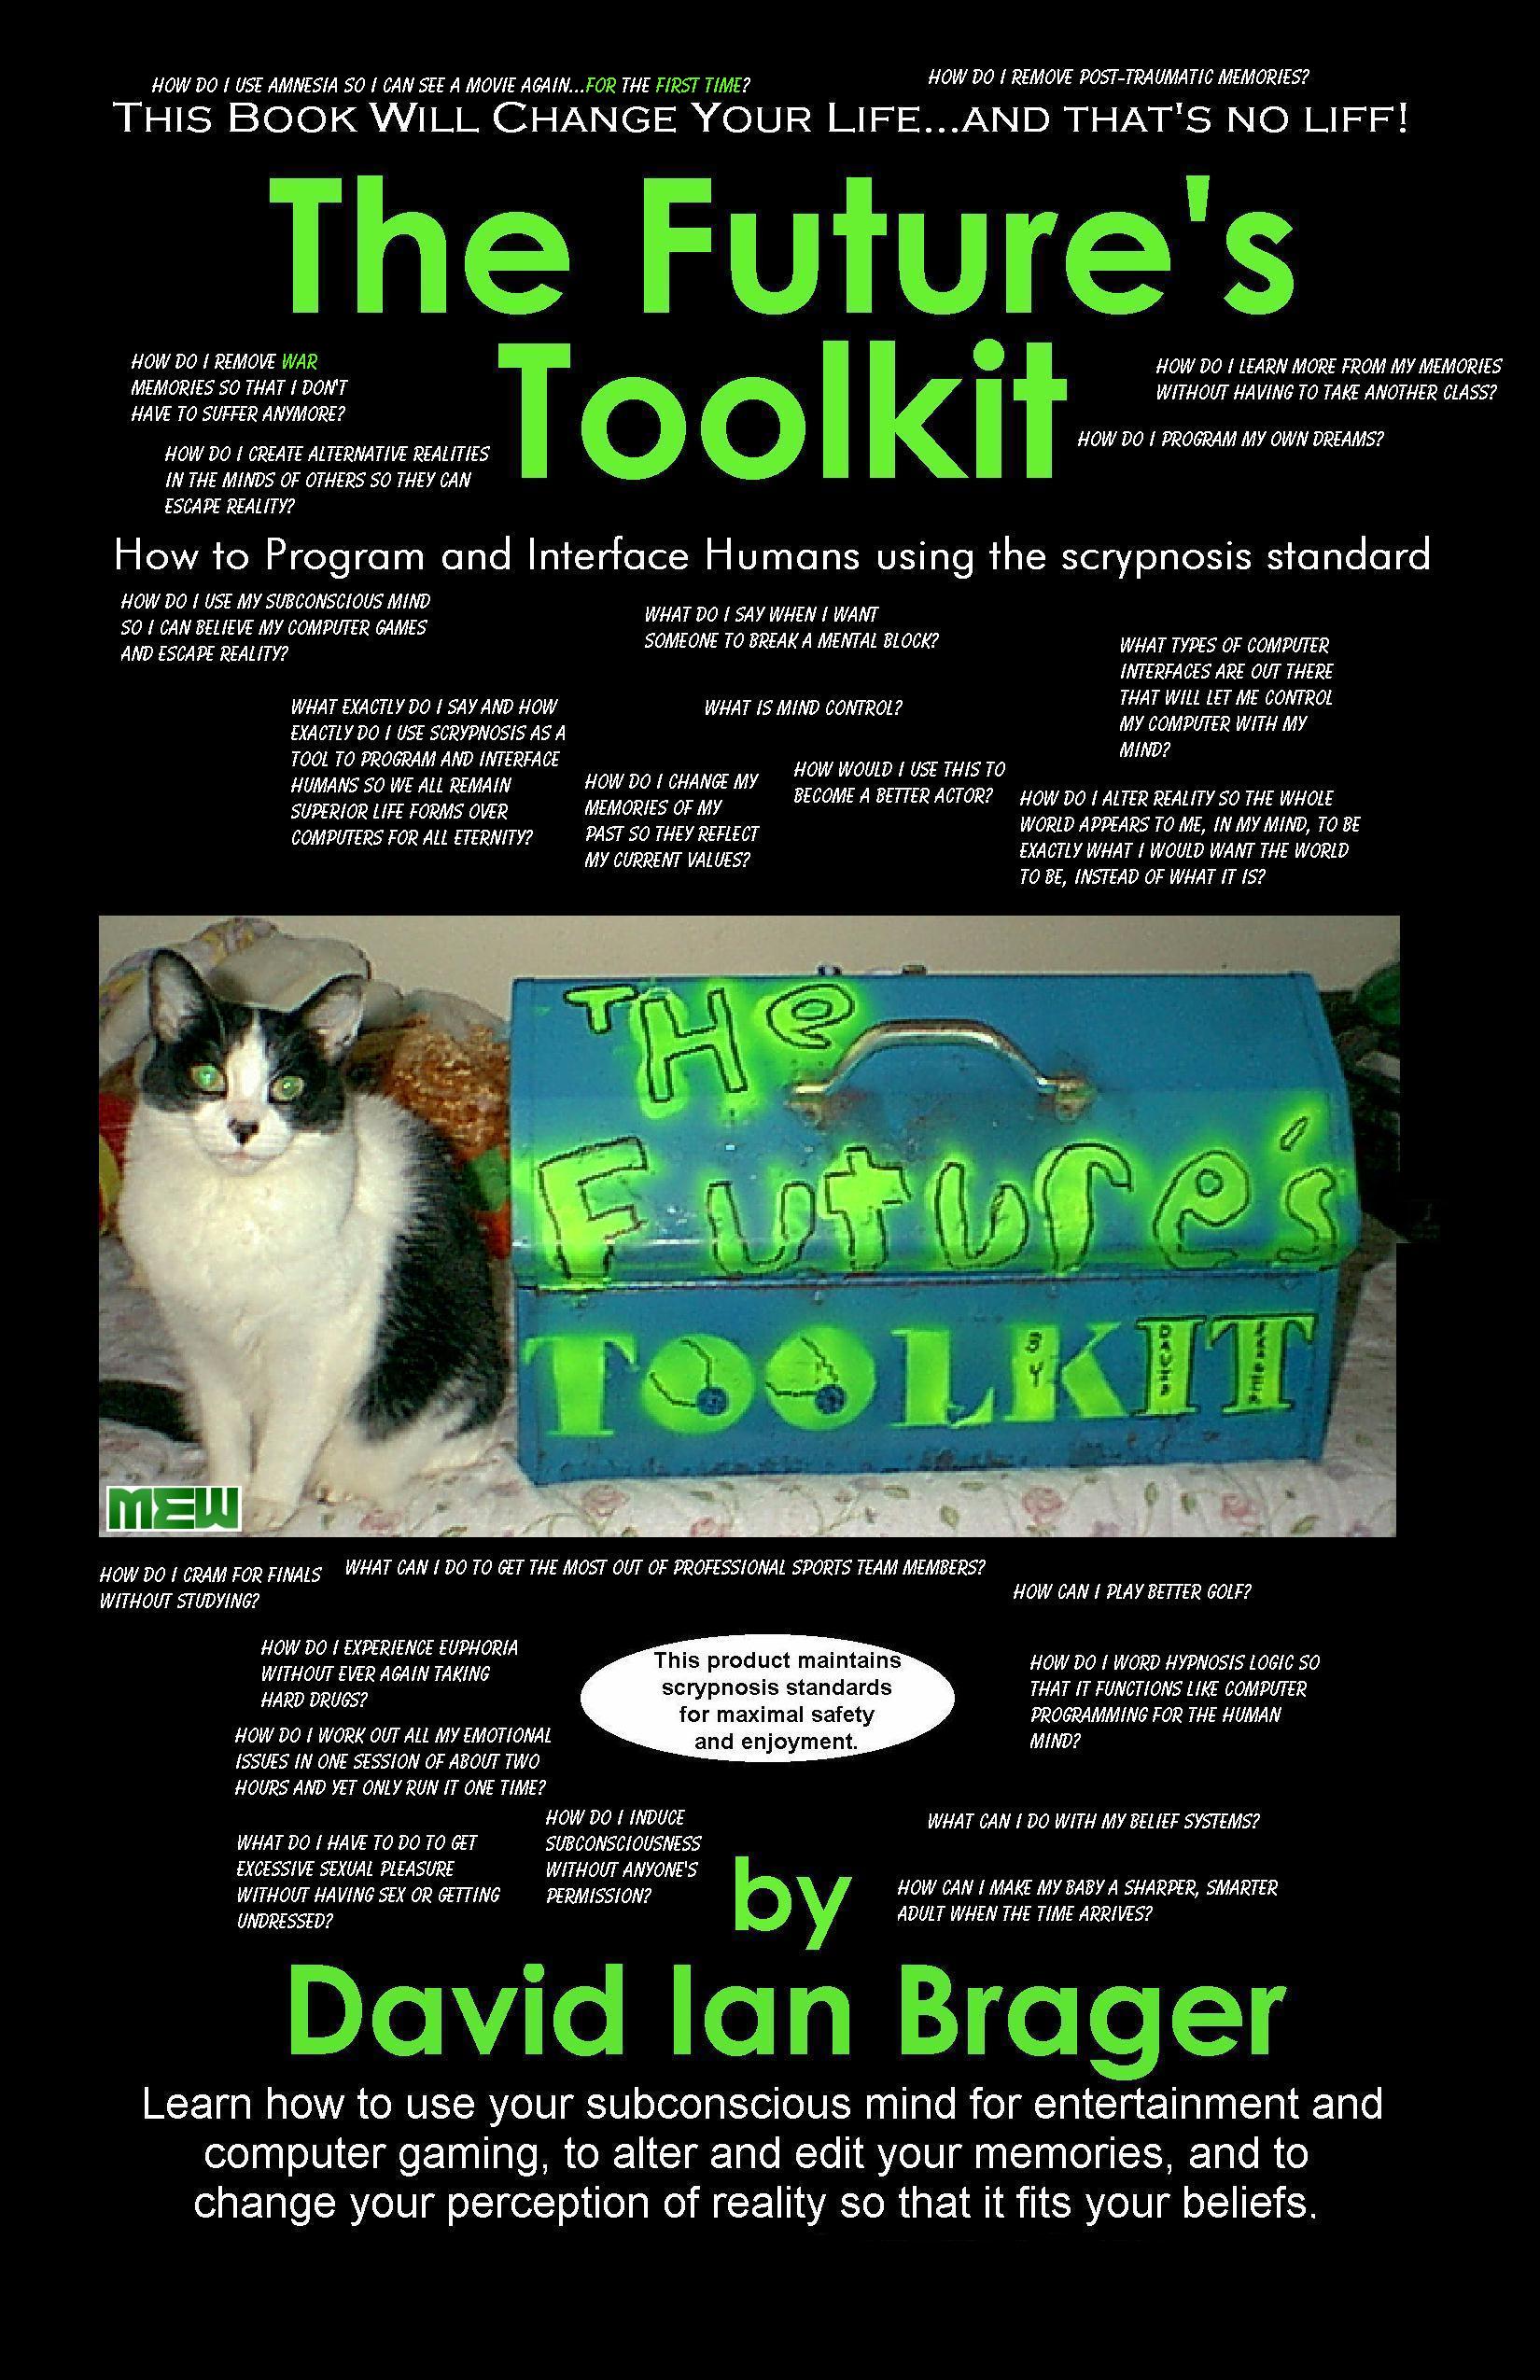 HOW DO I USE AMNESIA SO I CAN SEE A MOVIE AGAIN...FOR THE FIRST TIME?
HOW DO I REMOVE POST-TRAUMATIC MEMORIES?
THIS BOOK WILL CHANGE YOUR LIFE...AND THAT'S NO LIFF!
The Future's
Toolkit
HOW DO I REMOVE WAR
MEMORIES SO THAT I DON'T
HAVE TO SUFFER ANYMORE?
HOW DO I LEARN MORE FROM MY MEMORIES
WITHOUT HAVING TO TAKE ANOTHER CLASS?
HOW DO I CREATE ALTERNATIVE REALITIES
IN THE MINDS OF OTHERS SO THEY CAN
ESCAPE REALITY?
HOW DO I PROGRAM MY OWN DREAMS?
How to Program and Interface Humans using the scrypnosis standard
HOW DO I USE MY SUBCONSCIOUS MIND
SO I CAN BELIEVE MY COMPUTER GAMES
AND ESCAPE REALITY?
WHAT DO I SAY WHEN I WANT
SOMEONE TO BREAK A MENTAL BLOCK?
WHAT TYPES OF COMPUTER
INTERFACES ARE OUT THERE
THAT WILL LET ME CONTROL
MY COMPUTER WITH MY
MIND?
WHAT EXACTLY DO I SAY AND HOW
EXACTLY DO I USE SCRYPNOSIS AS A
TOOL TO PROGRAM AND INTERFACE
HUMANS SO WE ALL REMAIN
SUPERIOR LIFE FORMS OVER
COMPUTERS FOR ALL ETERNITY?
WHAT IS MIND CONTROL?
HOW DO I CHANGE MY
MEMORIES OF MY
PAST SO THEY REFLECT
MY CURRENT VALUES?
HOW WOULD I USE THIS TO
BECOME A BETTER ACTOR?
HOW DO I ALTER REALITY SO THE WHOLE
WORLD APPEARS TO ME, IN MY MIND, TO BE
EXACTLY WHAT I WOULD WANT THE WORLD
TO BE, INSTEAD OF WHAT IT IS?
THe
Future's
TOOLKIT
BY
DAVID
MEW
HOW DO I CRAM FOR FINALS
WITHOUT STUDYING?
WHAT CAN I DO TO GET THE MOST OUT OF PROFESSIONAL SPORTS TEAM MEMBERS?
HOW CAN I PLAY BETTER GOLF?
HOW DO I EXPERIENCE EUPHORIA
WITHOUT EVER AGAIN TAKING
HARD DRUGS?
This product maintains
scrypnosis standards
for maximal safety
and enjoyment.
HOW DO I WORD HYPNOSIS LOGIC SO
THAT IT FUNCTIONS LIKE COMPUTER
PROGRAMMING FOR THE HUMAN
MIND?
HOW DO I WORK OUT ALL MY EMOTIONAL
ISSUES IN ONE SESSION OF ABOUT TWO
HOURS AND YET ONLY RUN IT ONE TIME?
HOW DO I INDUCE
SUBCONSCIOUSNESS
WITHOUT ANYONE'S
PERMISSION?
WHAT CAN I DO WITH MY BELIEF SYSTEMS?
WHAT DO I HAVE TO DO TO GET
EXCESSIVE SEXUAL PLEASURE
WITHOUT HAVING SEX OR GETTING
UNDRESSED?
HOW CAN I MAKE MY BABY A SHARPER, SMARTER
ADULT WHEN THE TIME ARRIVES?
by
David Ian Brager
Learn how to use your subconscious mind for entertainment and
computer gaming, to alter and edit your memories, and to
change your perception of reality so that it fits your beliefs.